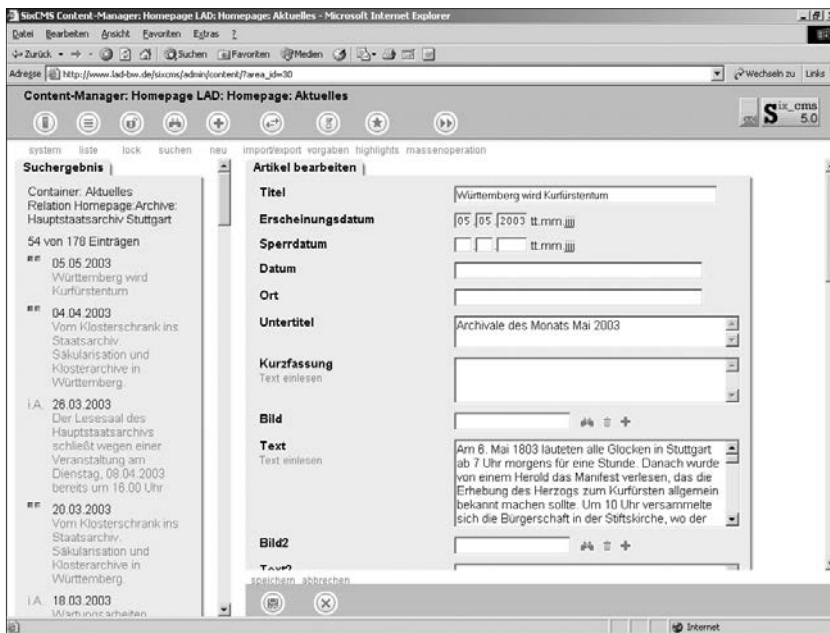 SixCMS Content-Manager: Homepage LAD: Homepage: Aktuelles - Microsoft Internet Explorer
Datei Bearbeiten Ansicht Favoriten Extras ?
Zurück Suchen Favoriten Medien
Adresse http://www.lad-bw.de/sixcms/admin/content/?area_id=30 Wechseln zu Links
Content-Manager: Homepage LAD: Homepage: Aktuelles
Six_cms
5.0
system liste lock suchen neu import/export vorgaben highlights massenoperation
Suchergebnis
Container: Aktuelles
Relation Homepage:Archive:
Hauptstaatsarchiv Stuttgart
54 von 178 Einträgen
05.05.2003
Württemberg wird
Kurfürstentum
04.04.2003
Vom Klosterschrank ins
Staatsarchiv.
Säkularisation und
Klosterarchive in
Württemberg.
i.A. 26.03.2003
Der Lesesaal des
Hauptstaatsarchivs
schließt wegen einer
Veranstaltung am
Dienstag, 08.04.2003
bereits um 16.00 Uhr
20.03.2003
Vom Klosterschrank ins
Staatsarchiv.
Säkularisation und
Klosterarchive in
Württemberg.
i.A. 18.03.2003
Wartungsarbeiten
Artikel bearbeiten
Titel Württemberg wird Kurfürstentum
Erscheinungsdatum 05.05.2003 tt.mm.jjjj
Sperrdatum . . tt.mm.jjjj
Datum
Ort
Untertitel Archivale des Monats Mai 2003
Kurzfassung
Text einlesen
Bild
Text
Text einlesen
Am 6. Mai 1803 läuteten alle Glocken in Stuttgart
ab 7 Uhr morgens für eine Stunde. Danach wurde
von einem Herold das Manifest verlesen, das die
Erhebung des Herzogs zum Kurfürsten allgemein
bekannt machen sollte. Um 10 Uhr versammelte
sich die Bürgerschaft in der Stiftskirche, wo der
Bild2
Text2
speichern abbrechen
Internet